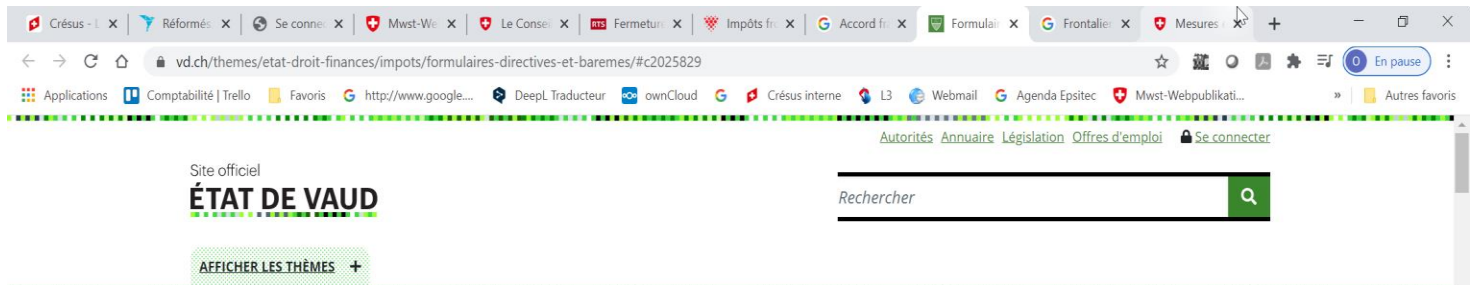 Crésus - L Réformés Se connec Mwst-We Le Consei RTS Fermeture Impôts fro Accord fr Formulair Frontalier Mesures
vd.ch/themes/etat-droit-finances/impots/formulaires-directives-et-baremes/#c2025829 O En pause
Applications Comptabilité | Trello Favoris http://www.google.... DeepL Traducteur ownCloud Crésus interne L3 Webmail Agenda Epsitec Mwst-Webpublikati... » Autres favoris
Autorités Annuaire Législation Offres d'emploi Se connecter
Site officiel
ÉTAT DE VAUD
Rechercher
AFFICHER LES THÈMES +